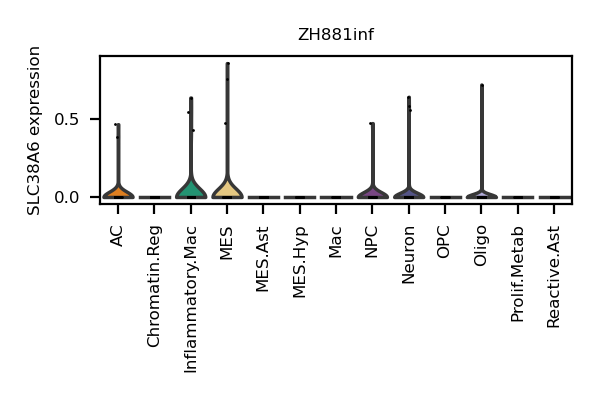 ZH881inf
SLC38A6 expression
0.5
0.0
AC
Chromatin.Reg
Inflammatory.Mac
MES
MES.Ast
MES.Hyp
Mac
NPC
Neuron
OPC
Oligo
Prolif.Metab
Reactive.Ast